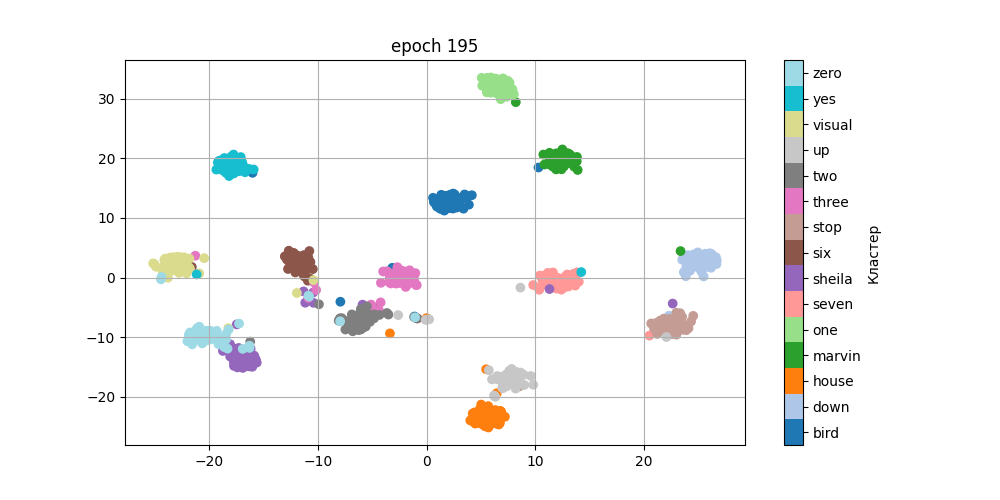 epoch 195
30
20
10
0
−10
−20
−20
−10
0
10
20
zero
yes
visual
up
two
three
stop
six
sheila
seven
one
marvin
house
down
bird
Кластер